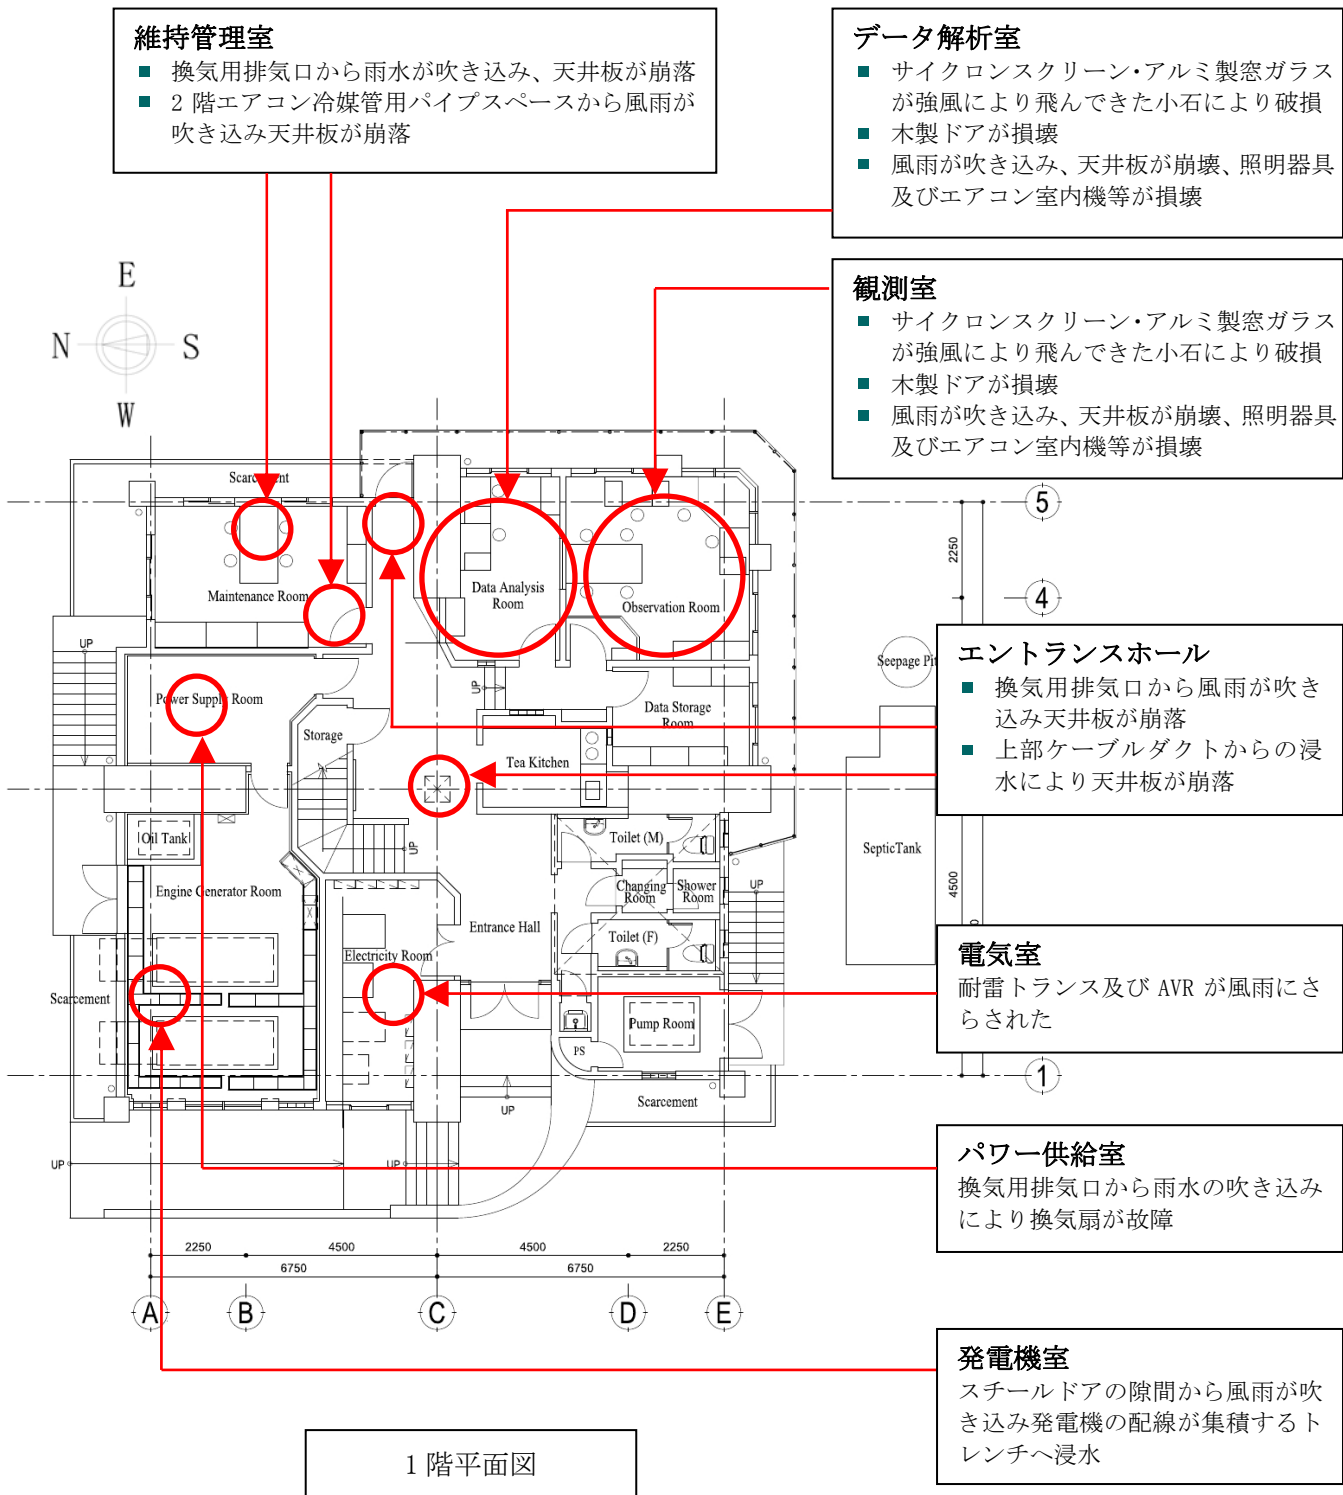 維持管理室
■ 換気用排気口から雨水が吹き込み、天井板が崩落
■ 2 階エアコン冷媒管用パイプスペースから風雨が
吹き込み天井板が崩落
データ解析室
■ サイクロンスクリーン・アルミ製窓ガラス
が強風により飛んできた小石により破損
■ 木製ドアが損壊
■ 風雨が吹き込み、天井板が崩壊、照明器具
及びエアコン室内機等が損壊
観測室
■ サイクロンスクリーン・アルミ製窓ガラス
が強風により飛んできた小石により破損
■ 木製ドアが損壊
■ 風雨が吹き込み、天井板が崩壊、照明器具
及びエアコン室内機等が損壊
E
N
S
W
Scarcement
Maintenance Room
Data Analysis
Room
Observation Room
5
2250
4
UP
Power Supply Room
Storage
UP
Data Storage
Room
Tea Kitchen
Seepage Pit
エントランスホール
■ 換気用排気口から風雨が吹き
込み天井板が崩落
■ 上部ケーブルダクトからの浸
水により天井板が崩落
Oil Tank
UP
Toilet (M)
SepticTank
Engine Generator Room
Changing
Room
Shower
Room
UP
4500
Entrance Hall
Toilet (F)
Electricity Room
電気室
耐雷トランス及び AVR が風雨にさ
らされた
Scarcement
Pump Room
PS
1
UP
Scarcement
UP
UP
パワー供給室
換気用排気口から雨水の吹き込み
により換気扇が故障
2250
4500
4500
2250
6750
6750
A
B
C
D
E
発電機室
スチールドアの隙間から風雨が吹
き込み発電機の配線が集積するト
レンチへ浸水
1 階平面図